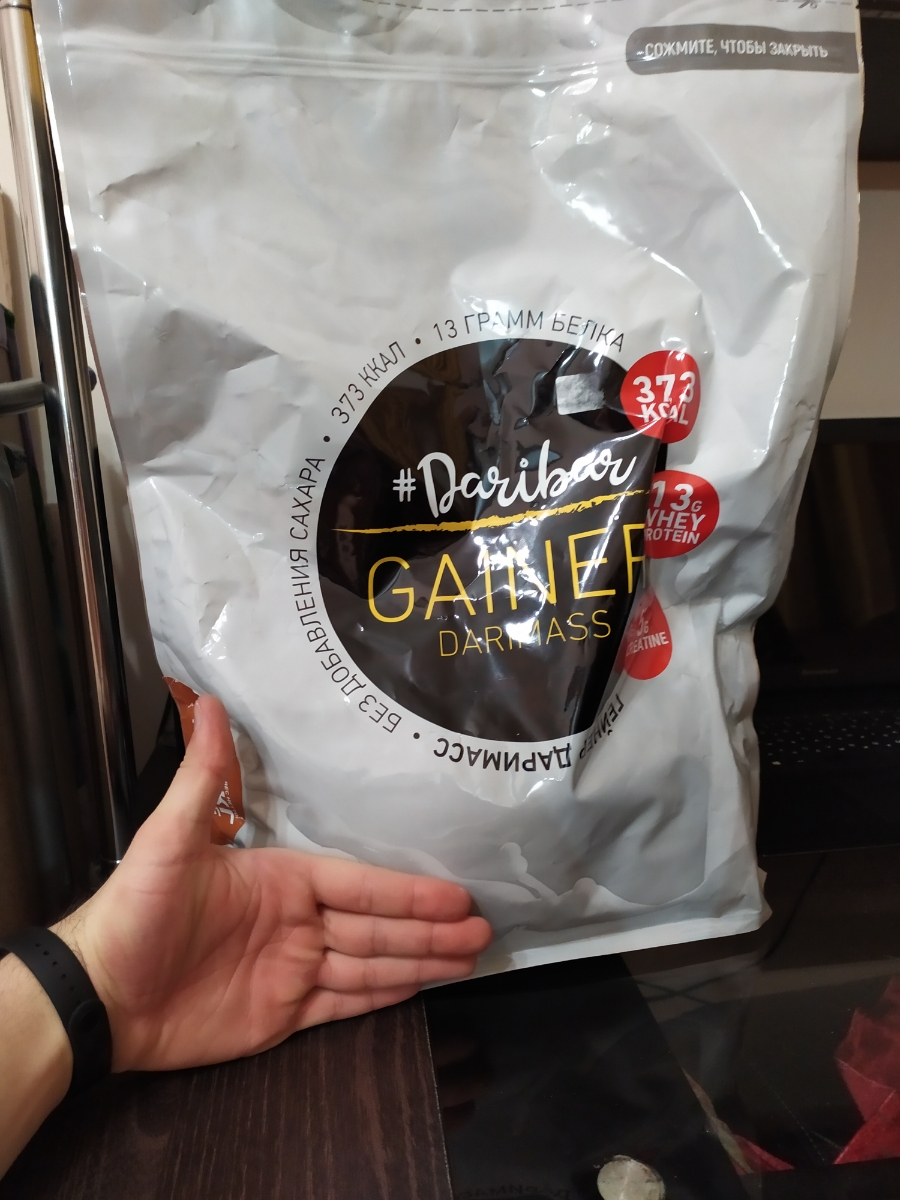 СОЖМИТЕ, ЧТОБЫ ЗАКРЫТЬ
БЕЗ ДОБАВЛЕНИЯ САХАРА • 373 ККАЛ • 13 ГРАММ БЕЛКА
ГЕЙНЕР ДАРИМАСС •
#Daribar
GAINER
DARIMASS
373
KCAL
13G
WHEY
PROTEIN